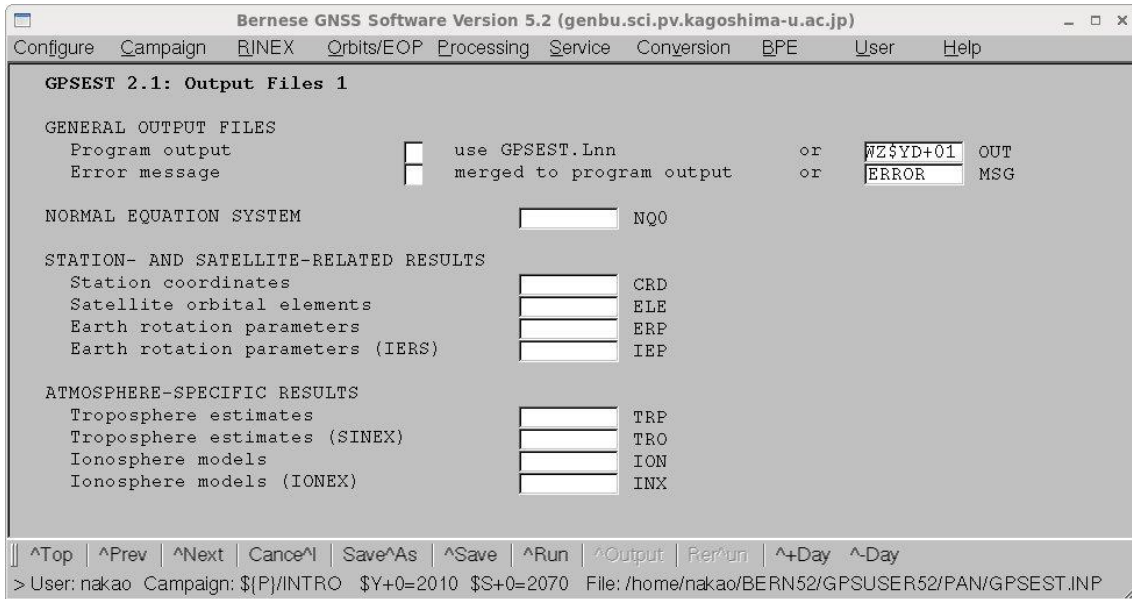 Bernese GNSS Software Version 5.2 (genbu.sci.pv.kagoshima-u.ac.jp)
Configure Campaign RINEX Orbits/EOP Processing Service Conversion BPE User Help
GPSEST 2.1: Output Files 1
GENERAL OUTPUT FILES
Program output use GPSEST.Lnn or WZ$YD+01 OUT
Error message merged to program output or ERROR MSG
NORMAL EQUATION SYSTEM NQ0
STATION- AND SATELLITE-RELATED RESULTS
Station coordinates CRD
Satellite orbital elements ELE
Earth rotation parameters ERP
Earth rotation parameters (IERS) IEP
ATMOSPHERE-SPECIFIC RESULTS
Troposphere estimates TRP
Troposphere estimates (SINEX) TRO
Ionosphere models ION
Ionosphere models (IONEX) INX
^Top | ^Prev | ^Next | Cance^l | Save^As | ^Save | ^Run | ^Output | Rer^un | ^+Day ^-Day
> User: nakao Campaign: ${P}/INTRO $Y+0=2010 $S+0=2070 File: /home/nakao/BERN52/GPSUSER52/PAN/GPSEST.INP